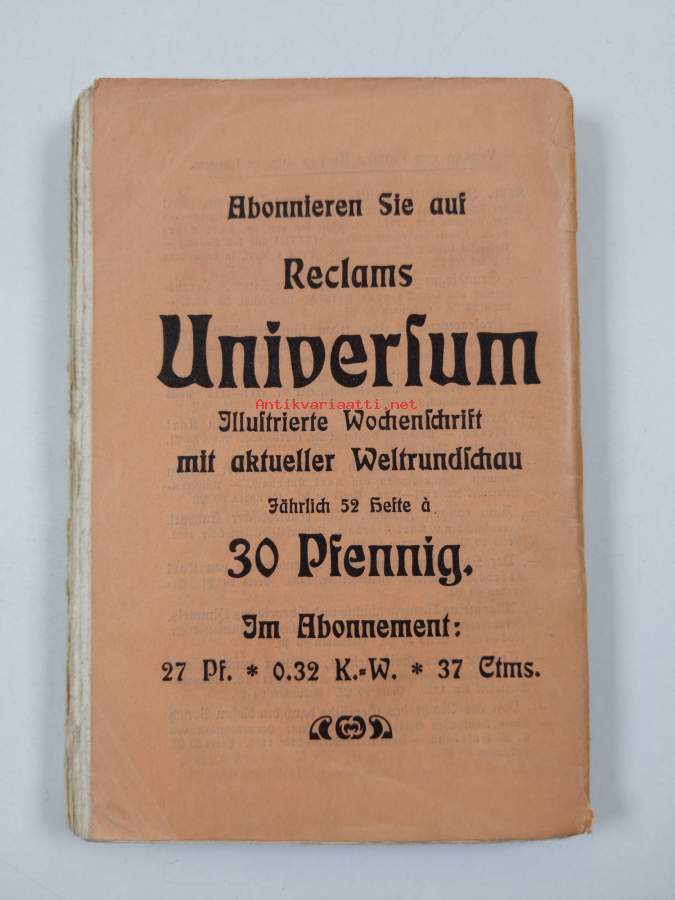 Abonnieren Sie auf
Reclams
Univerſum
Antikvariaatti.net
Illuſtrierte Wochenſchrift
mit aktueller Weltrundſchau
Jährlich 52 Hefte à
30 Pfennig.
Im Abonnement:
27 Pf. * 0.32 K.=W. * 37 Ctms.